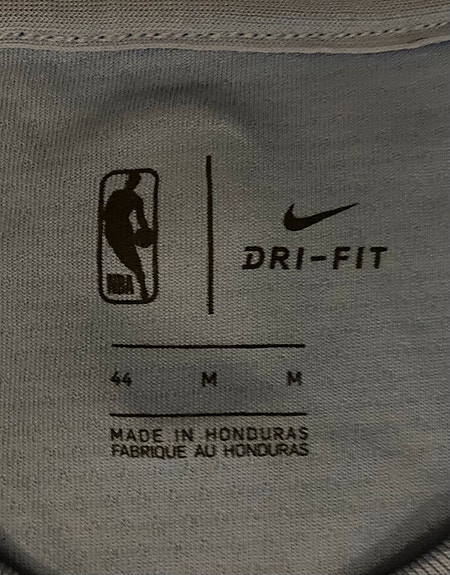 NBA
DRI-FIT
44 M M
MADE IN HONDURAS
FABRIQUE AU HONDURAS